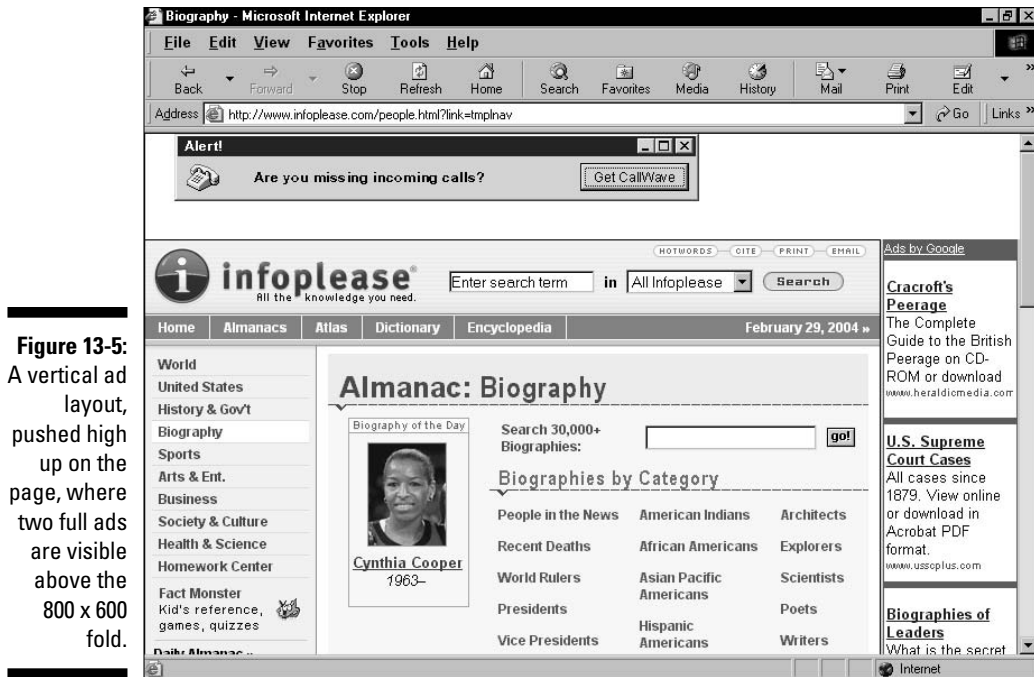 Biography - Microsoft Internet Explorer
File Edit View Favorites Tools Help
Back Forward Stop Refresh Home Search Favorites Media History Mail Print Edit
Address http://www.infoplease.com/people.html?link=tmplnav Go Links »
Alert!
Are you missing incoming calls? Get CallWave
HOTWORDS CITE PRINT EMAIL
infoplease®
All the knowledge you need.
Enter search term in All Infoplease Search
Home Almanacs Atlas Dictionary Encyclopedia February 29, 2004 »
World
United States
History & Gov't
Biography
Sports
Arts & Ent.
Business
Society & Culture
Health & Science
Homework Center
Fact Monster
Kid's reference,
games, quizzes
Daily Almanac »
Almanac: Biography
Biography of the Day
Cynthia Cooper
1963–
Search 30,000+
Biographies: go!
Biographies by Category
People in the News American Indians Architects
Recent Deaths African Americans Explorers
World Rulers Asian Pacific Americans Scientists
Presidents Poets
Vice Presidents Hispanic Americans Writers
Ads by Google
Cracroft's
Peerage
The Complete
Guide to the British
Peerage on CD-
ROM or download
www.heraldicmedia.com
U.S. Supreme
Court Cases
All cases since
1879. View online
or download in
Acrobat PDF
format.
www.usscplus.com
Biographies of
Leaders
What is the secret
Internet
Figure 13-5:
A vertical ad
layout,
pushed high
up on the
page, where
two full ads
are visible
above the
800 x 600
fold.